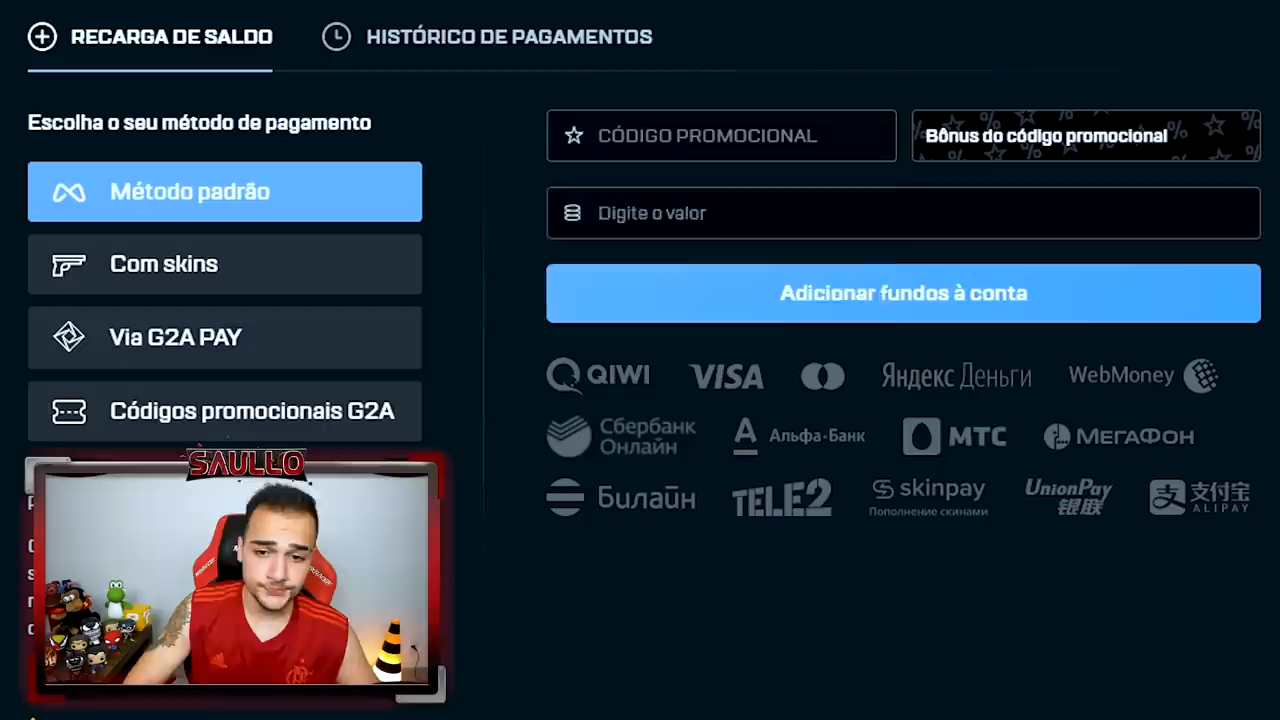 RECARGA DE SALDO
HISTÓRICO DE PAGAMENTOS
Escolha o seu método de pagamento
Método padrão
Com skins
Via G2A PAY
Códigos promocionais G2A
CÓDIGO PROMOCIONAL
Bônus do código promocional
Digite o valor
Adicionar fundos à conta
QIWI
VISA
Яндекс Деньги
WebMoney
Сбербанк
Онлайн
Альфа-Банк
МТС
МЕГАФОН
Билайн
TELE2
skinpay
Пополнение скинами
UnionPay
银联
支付宝
ALIPAY
SAULLO